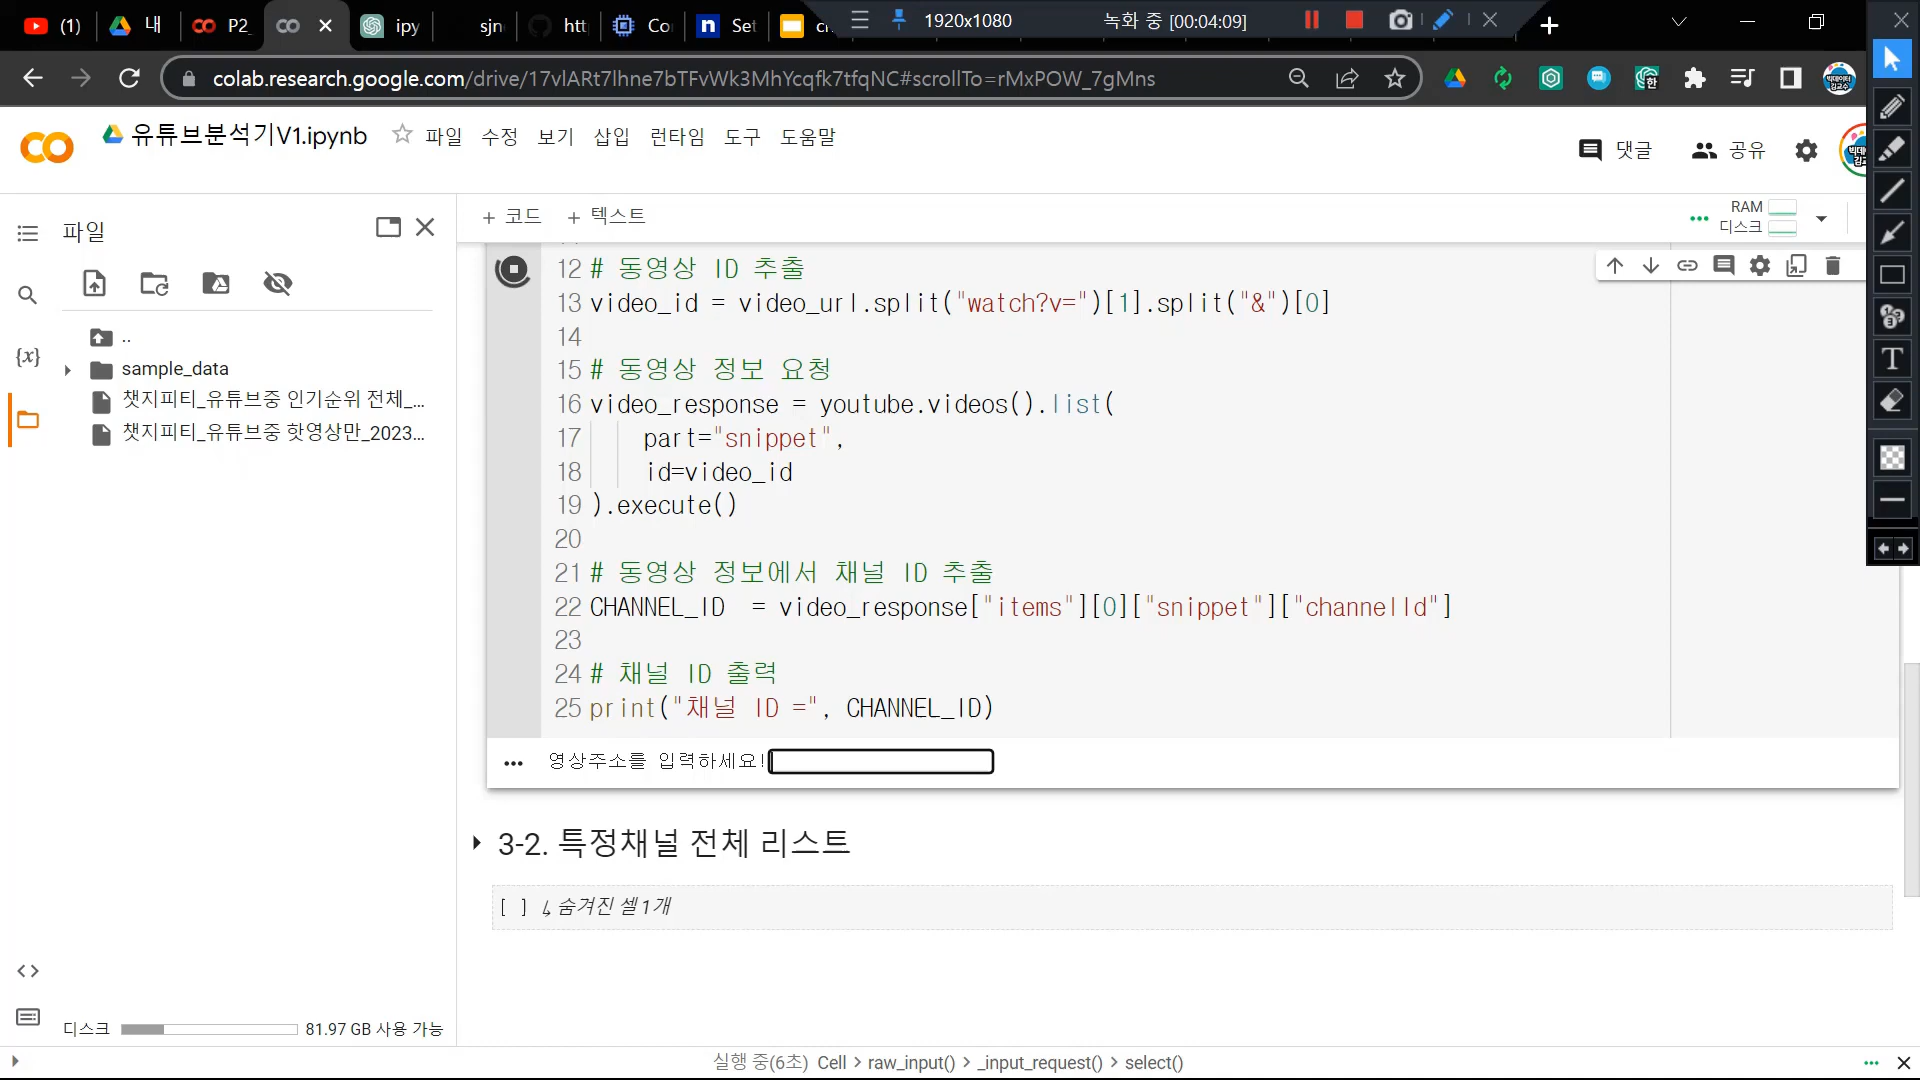 (1)
내
P2_
ipy
sjn
htt
Co
n
Set
1920x1080
녹화 중 [00:04:09]
colab.research.google.com/drive/17vlARt7lhne7bTFvWk3MhYcqfk7tfqNC#scrollTo=rMxPOW_7gMns
유튜브분석기V1.ipynb
파일 수정 보기 삽입 런타임 도구 도움말
댓글
공유
파일
+ 코드 + 텍스트
RAM
디스크
..
sample_data
챗지피티_유튜브중 인기순위 전체_...
챗지피티_유튜브중 핫영상만_2023...
{x}
12 # 동영상 ID 추출
13 video_id = video_url.split("watch?v=")[1].split("&")[0]
14
15 # 동영상 정보 요청
16 video_response = youtube.videos().list(
17 part="snippet",
18 id=video_id
19 ).execute()
20
21 # 동영상 정보에서 채널 ID 추출
22 CHANNEL_ID  = video_response["items"][0]["snippet"]["channelId"]
23
24 # 채널 ID 출력
25 print("채널 ID =", CHANNEL_ID)
영상주소를 입력하세요!
3-2. 특정채널 전체 리스트
[ ] ↳ 숨겨진 셀 1개
디스크 81.97 GB 사용 가능
실행 중(6초) Cell > raw_input() > _input_request() > select()